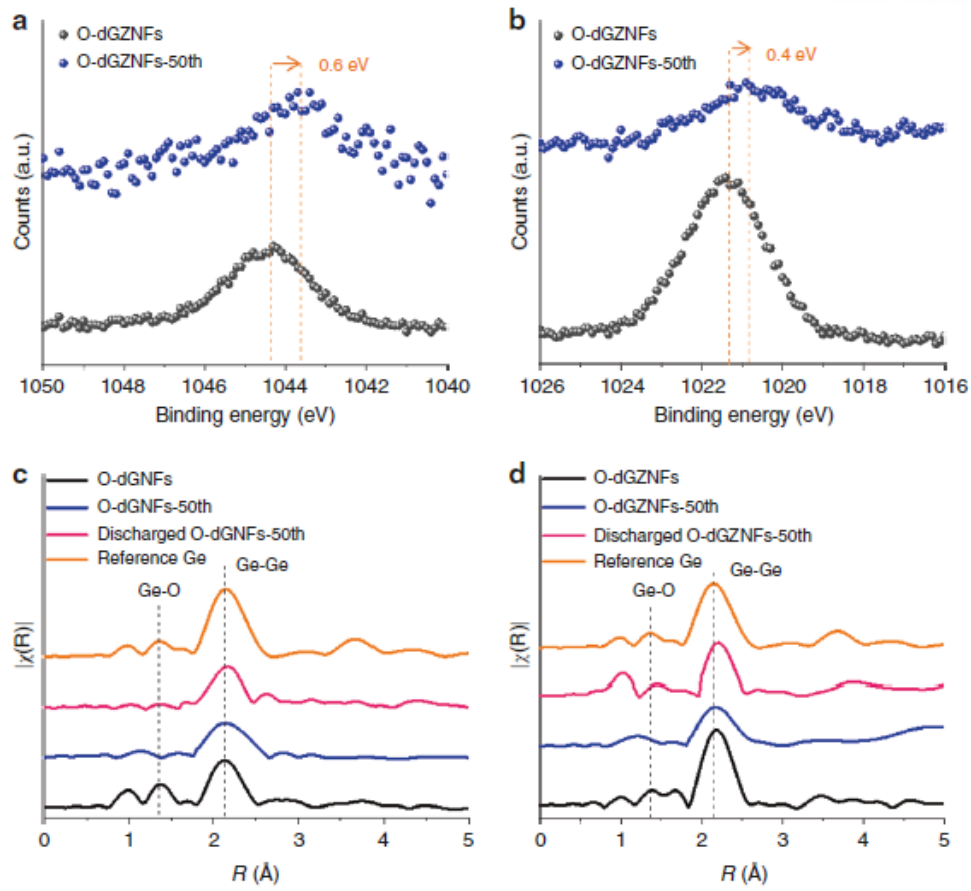 a
O-dGZNFs
O-dGZNFs-50th
0.6 eV
Counts (a.u.)
1050 1048 1046 1044 1042 1040
Binding energy (eV)
b
O-dGZNFs
O-dGZNFs-50th
0.4 eV
Counts (a.u.)
1026 1024 1022 1020 1018 1016
Binding energy (eV)
c
O-dGNFs
O-dGNFs-50th
Discharged O-dGNFs-50th
Reference Ge
Ge-O
Ge-Ge
|χ(R)|
0 1 2 3 4 5
R (Å)
d
O-dGZNFs
O-dGZNFs-50th
Discharged O-dGZNFs-50th
Reference Ge
Ge-O
Ge-Ge
|χ(R)|
0 1 2 3 4 5
R (Å)